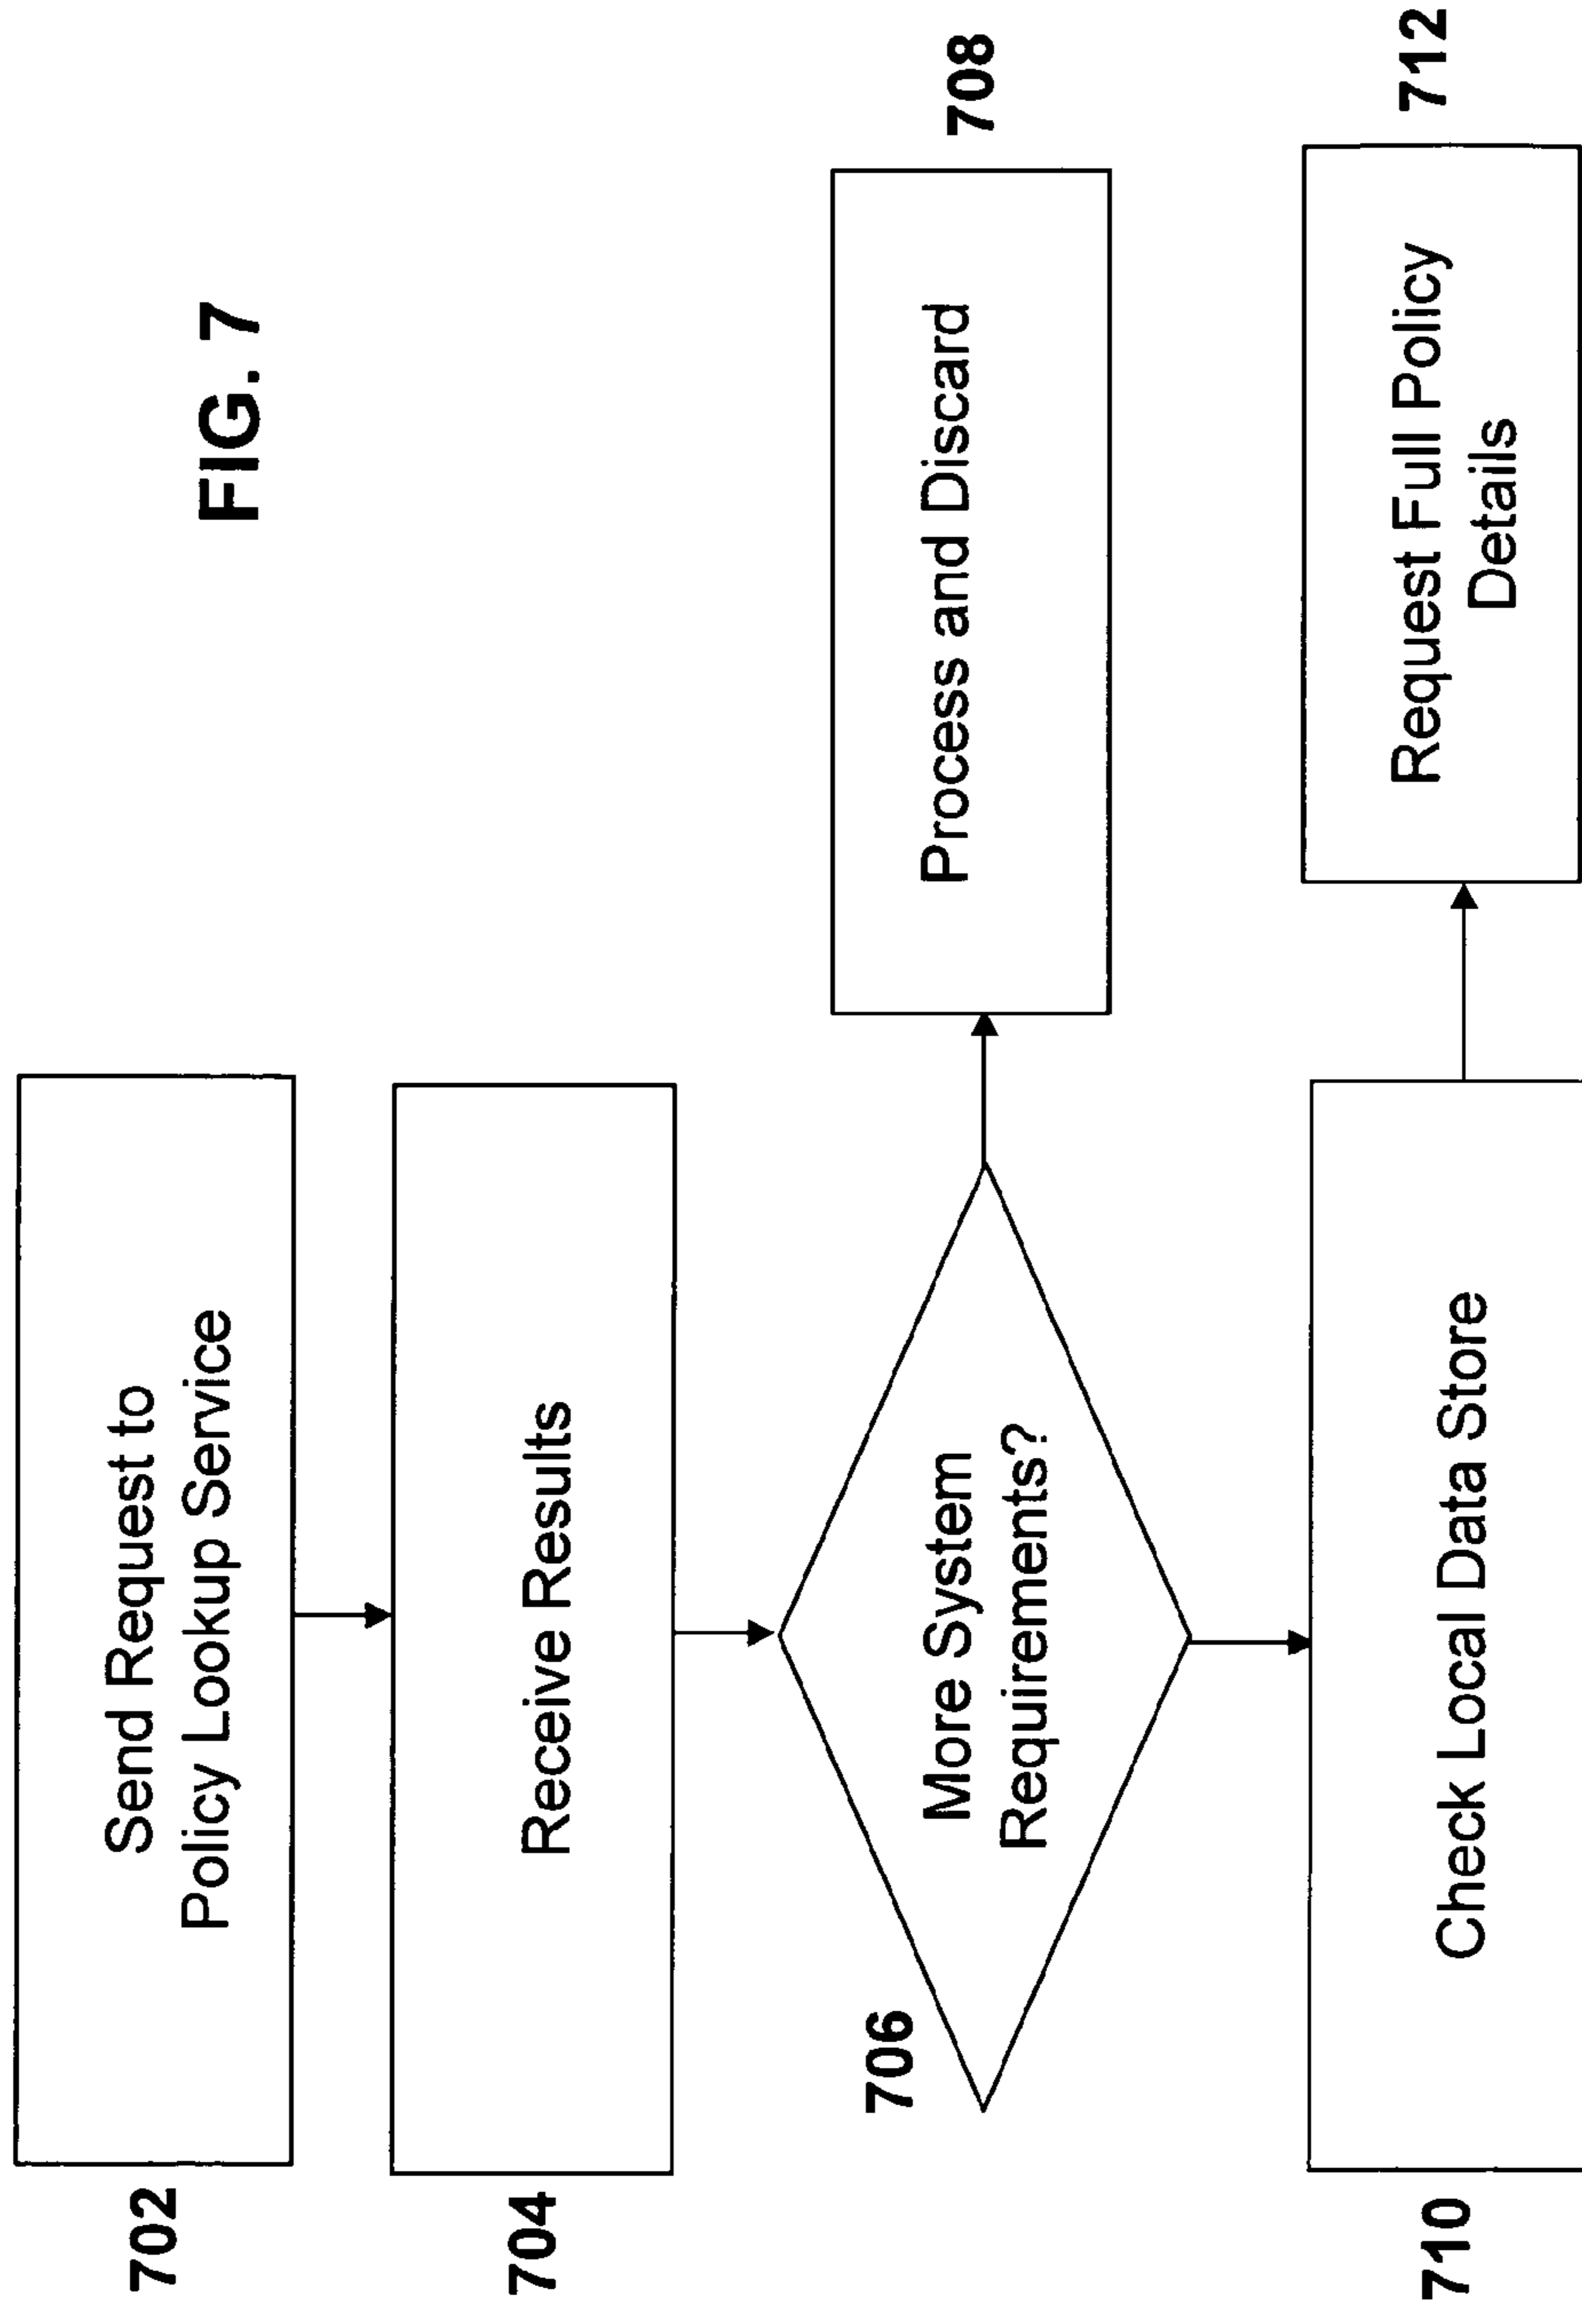 FIG. 7
702
Send Request to
Policy Lookup Service
704
Receive Results
706
More System
Requirements?
Process and Discard
708
710
Check Local Data Store
Request Full Policy
Details
712